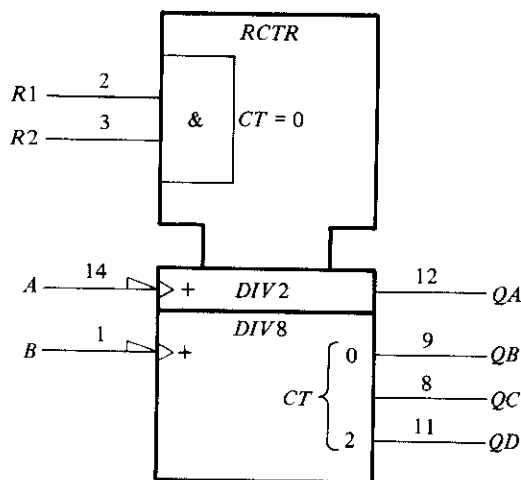 RCTR
R1 2
R2 3
& CT = 0
A 14 + DIV2 12 QA
DIV8
B 1 + 0 9 QB
CT 8 QC
2 11 QD